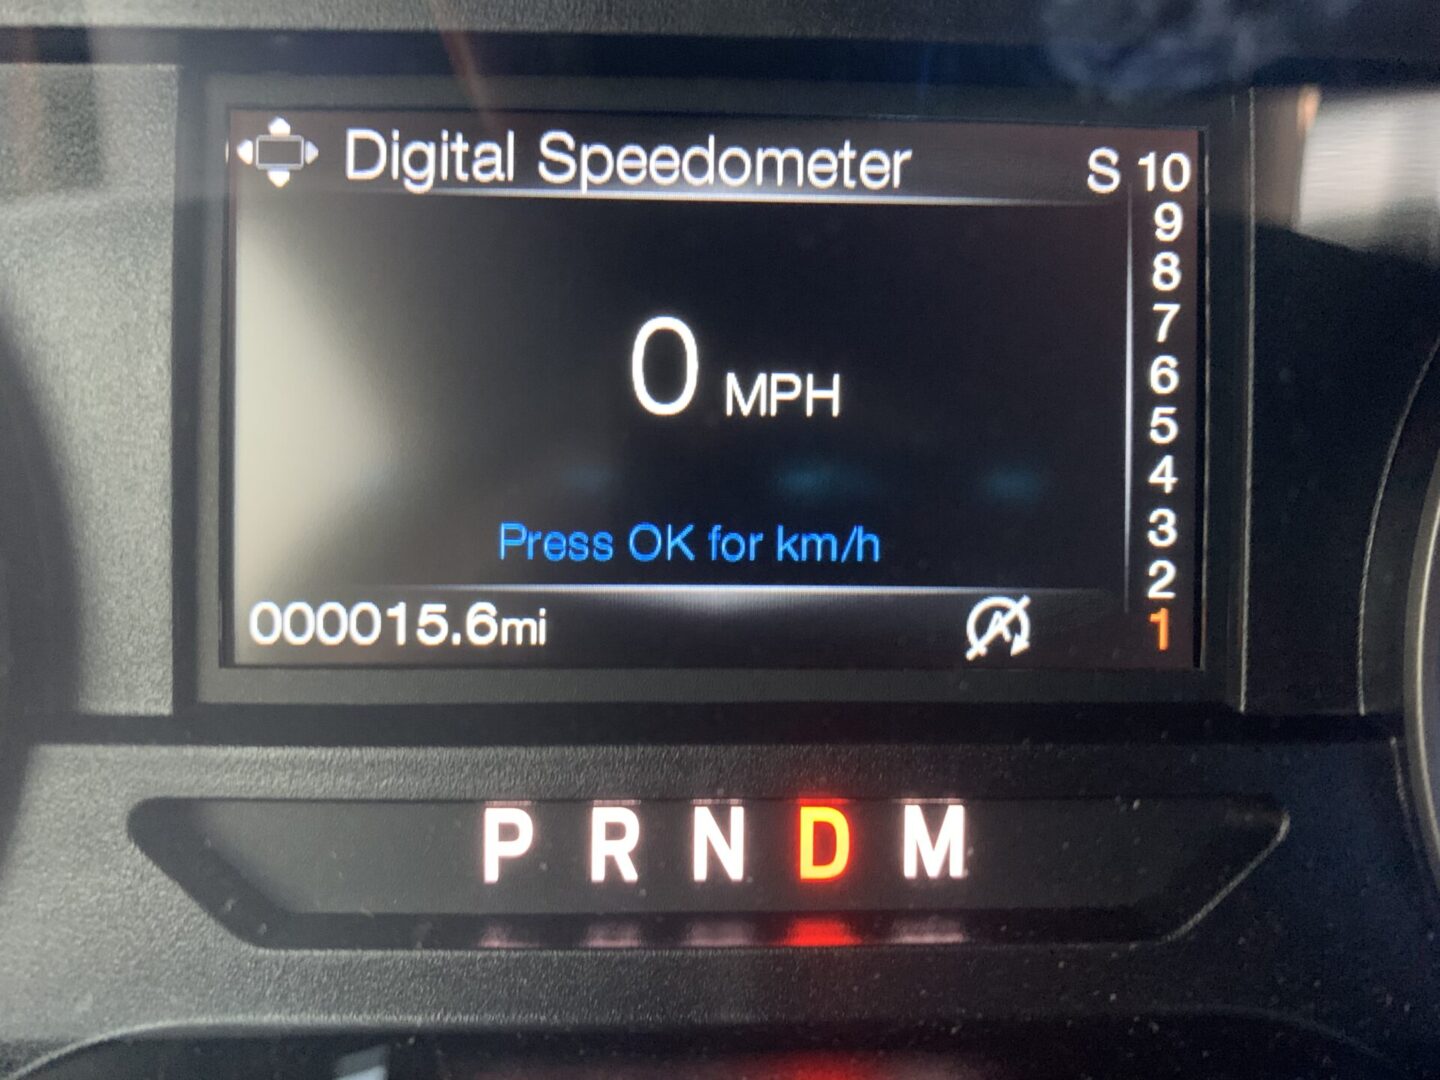 Digital Speedometer
S 10
9
8
7
6
5
4
3
2
1
0 MPH
Press OK for km/h
000015.6mi
A
P R N D M